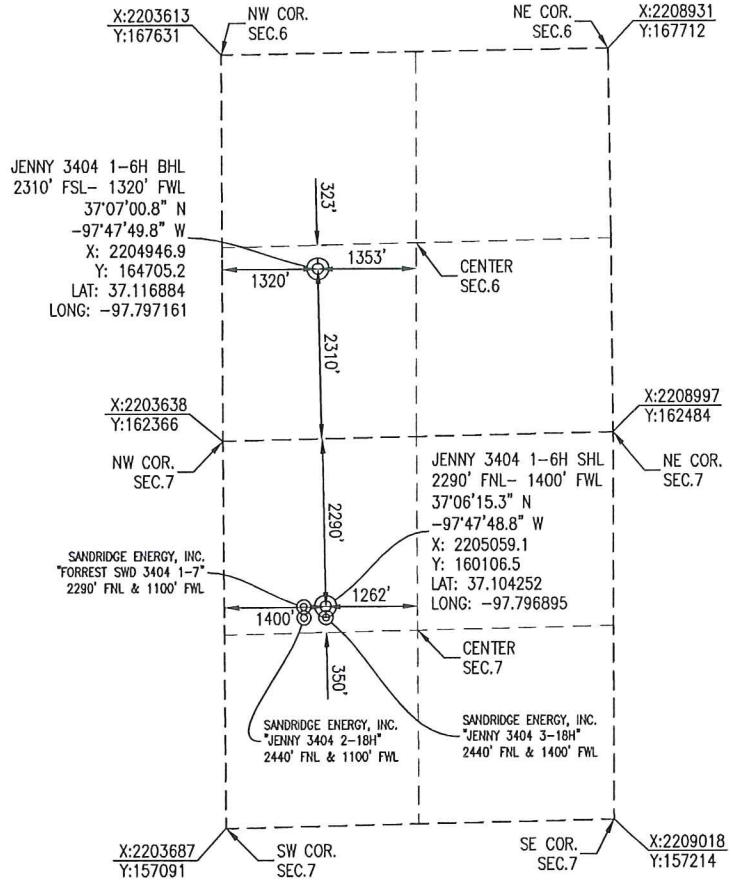 X:2203613
Y:167631
NW COR.
SEC.6
NE COR.
SEC.6
X:2208931
Y:167712
JENNY 3404 1-6H BHL
2310' FSL- 1320' FWL
37°07'00.8" N
-97°47'49.8" W
X: 2204946.9
Y: 164705.2
LAT: 37.116884
LONG: -97.797161
323'
1320'
1353'
CENTER
SEC.6
2310'
X:2203638
Y:162366
NW COR.
SEC.7
X:2208997
Y:162484
NE COR.
SEC.7
JENNY 3404 1-6H SHL
2290' FNL- 1400' FWL
37°06'15.3" N
-97°47'48.8" W
X: 2205059.1
Y: 160106.5
LAT: 37.104252
LONG: -97.796895
2290'
SANDRIDGE ENERGY, INC.
"FORREST SWD 3404 1-7"
2290' FNL & 1100' FWL
1400'
1262'
CENTER
SEC.7
350'
SANDRIDGE ENERGY, INC.
"JENNY 3404 2-18H"
2440' FNL & 1100' FWL
SANDRIDGE ENERGY, INC.
"JENNY 3404 3-18H"
2440' FNL & 1400' FWL
X:2203687
Y:157091
SW COR.
SEC.7
SE COR.
SEC.7
X:2209018
Y:157214